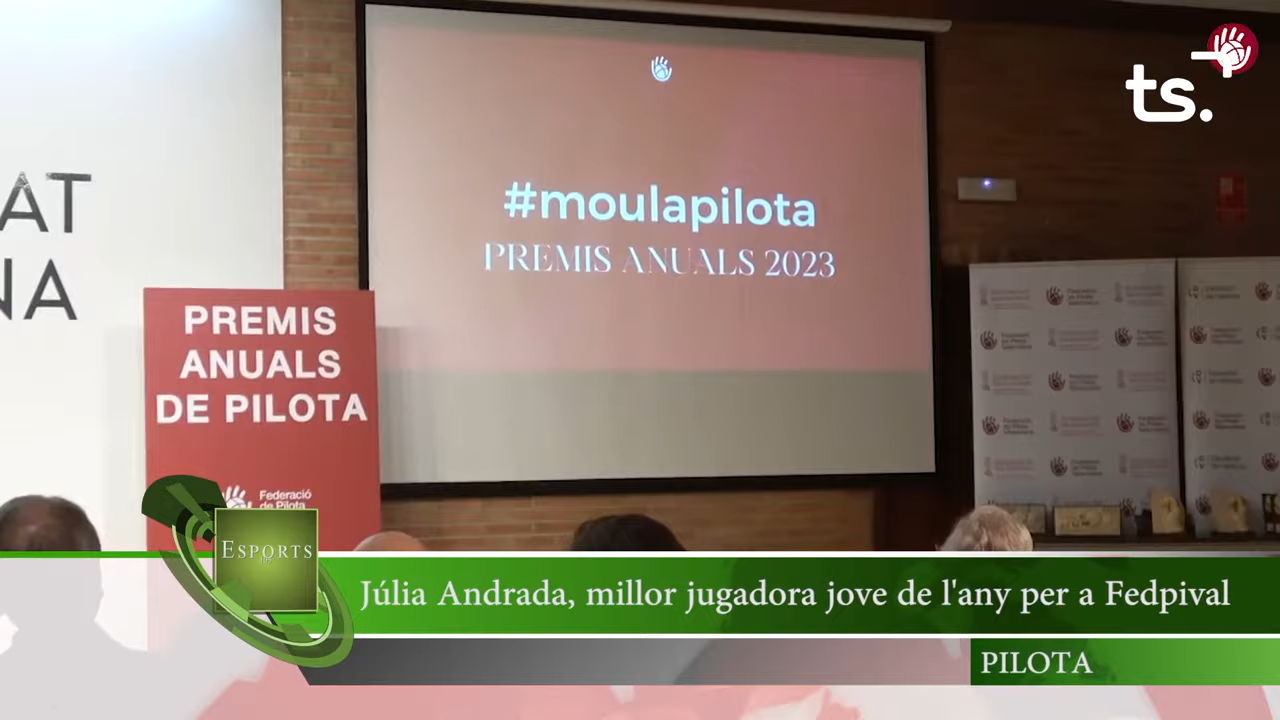 ts.
#moulapilota
PREMIS ANUALS 2023
AT
NA
PREMIS
ANUALS
DE PILOTA
Federació
de Pilota
ESPORTS
Júlia Andrada, millor jugadora jove de l'any per a Fedpival
PILOTA